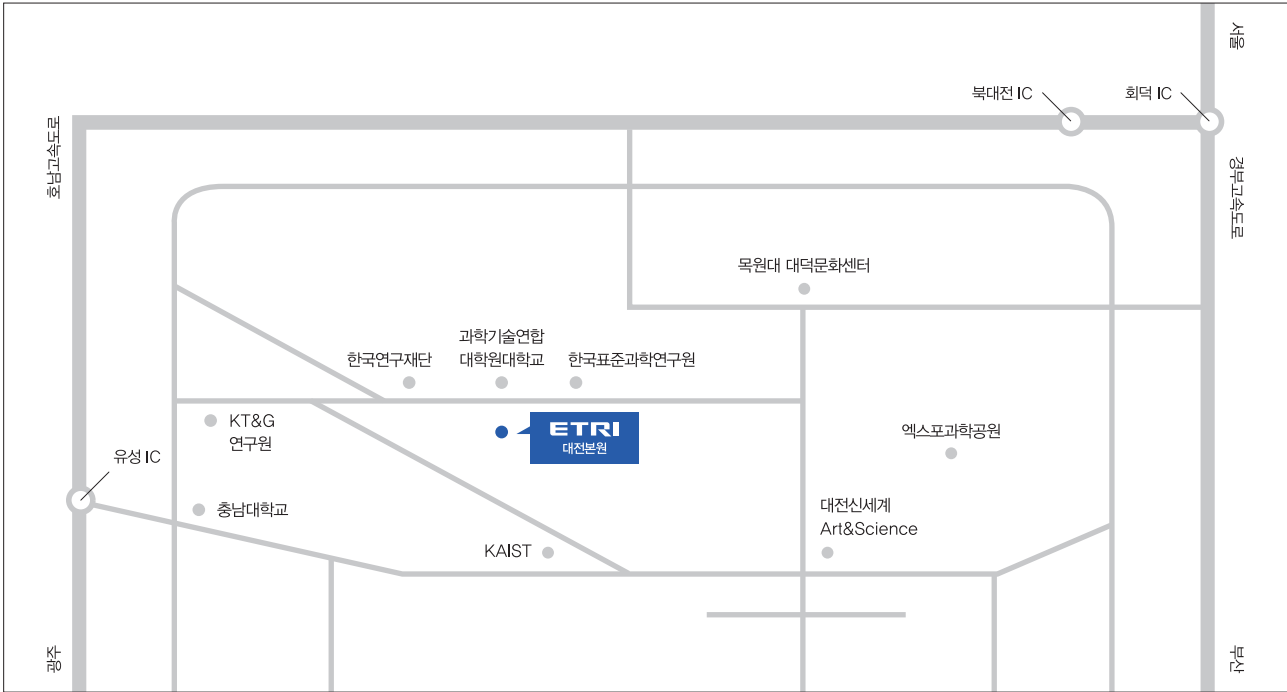 서울
북대전 IC
회덕 IC
호남고속도로
경부고속도로
목원대 대덕문화센터
과학기술연합
대학원대학교
한국연구재단
한국표준과학연구원
KT&G
연구원
ETRI
대전본원
엑스포과학공원
유성 IC
충남대학교
대전신세계
Art&Science
KAIST
광주
부산